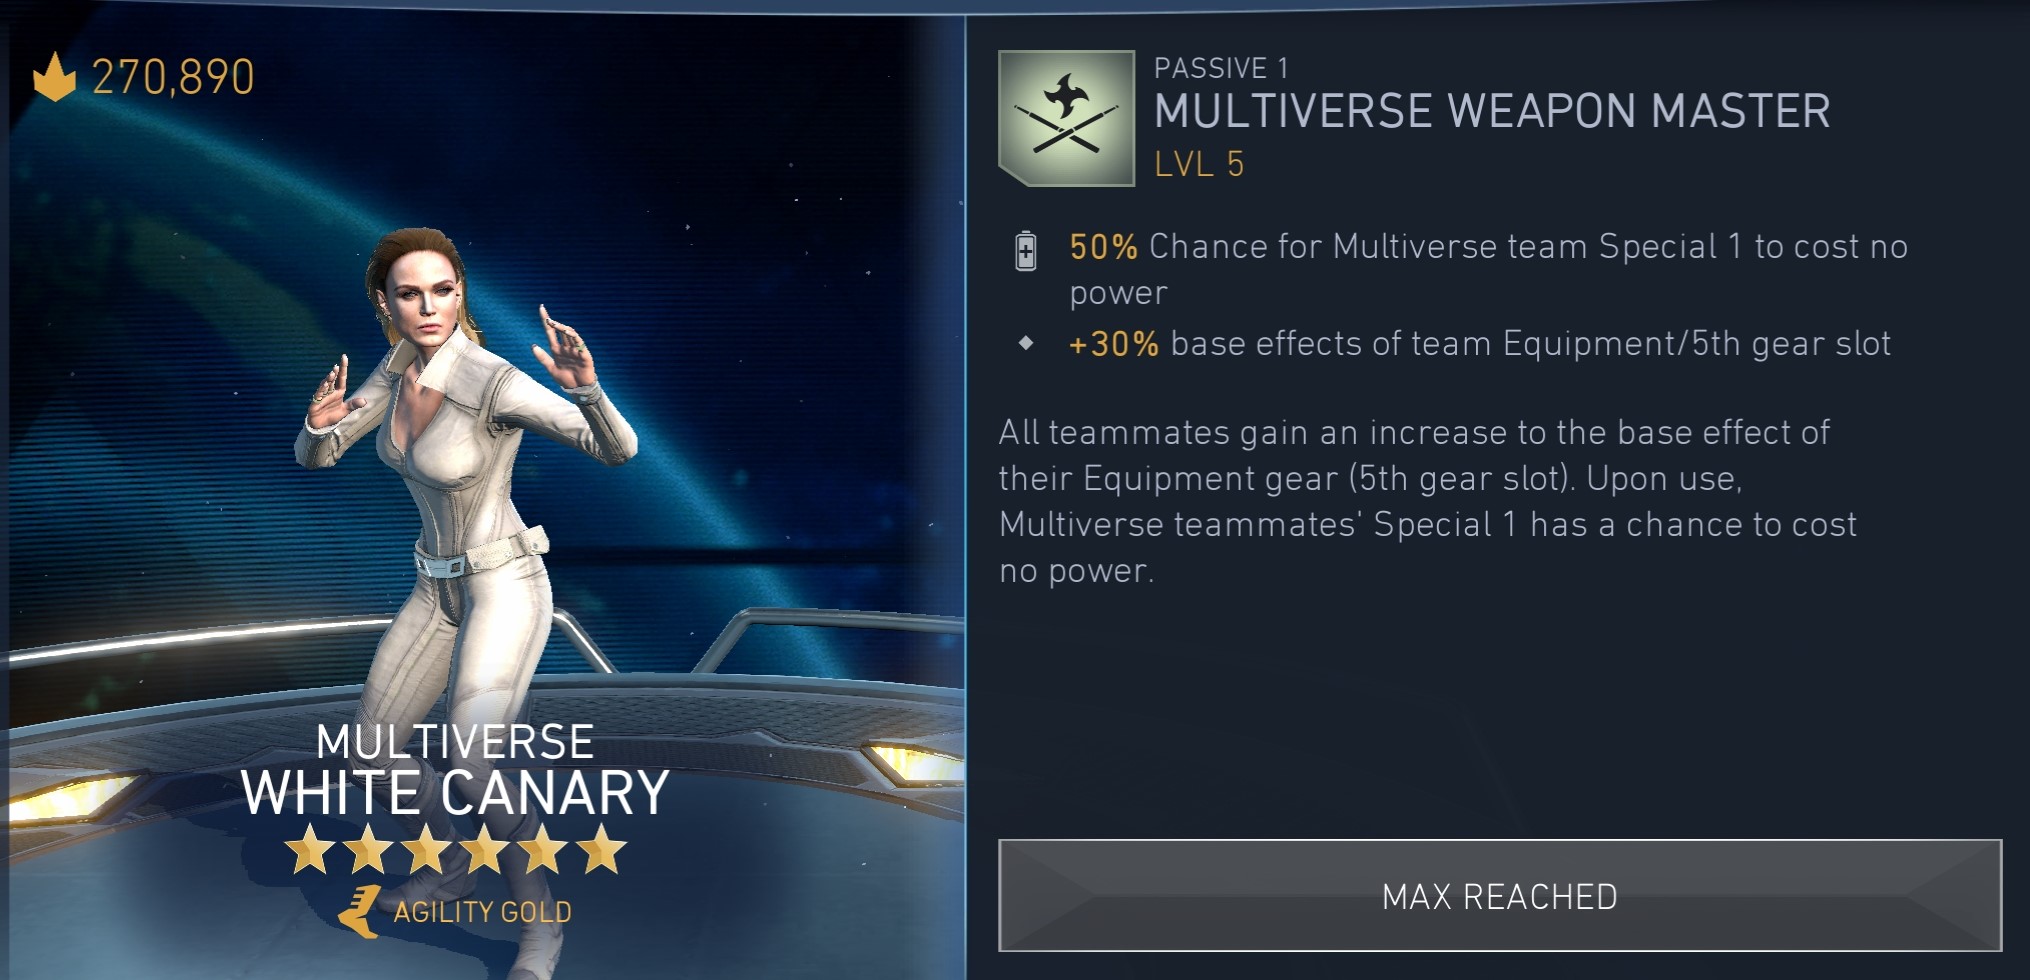 270,890
MULTIVERSE
WHITE CANARY
AGILITY GOLD
PASSIVE 1
MULTIVERSE WEAPON MASTER
LVL 5
50% Chance for Multiverse team Special 1 to cost no
power
+30% base effects of team Equipment/5th gear slot
All teammates gain an increase to the base effect of
their Equipment gear (5th gear slot). Upon use,
Multiverse teammates' Special 1 has a chance to cost
no power.
MAX REACHED